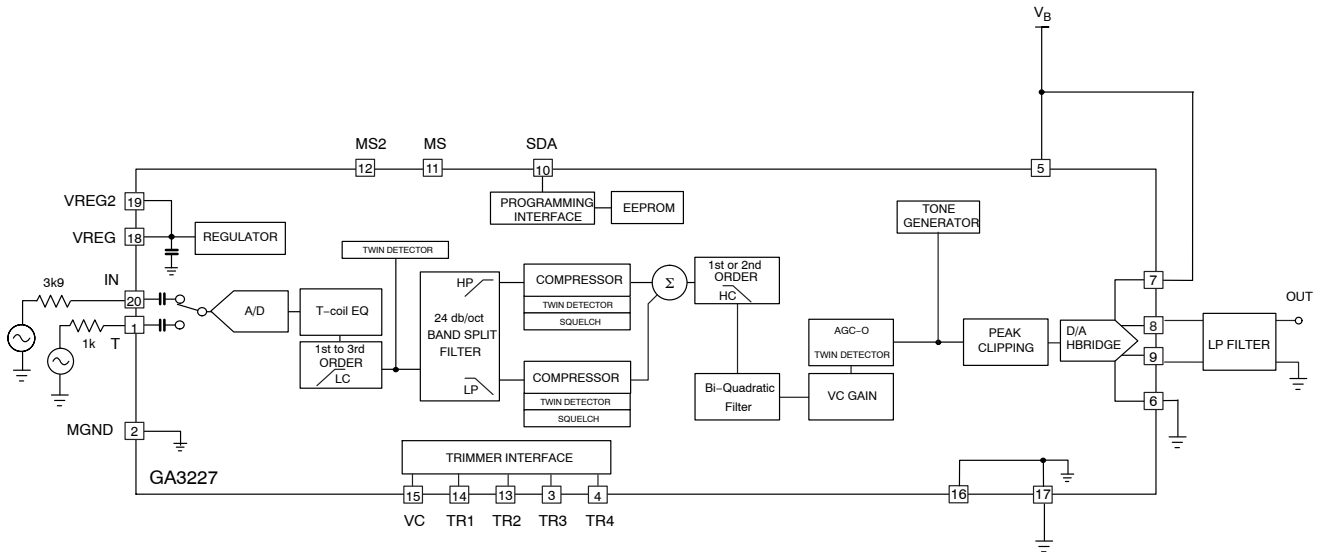 VB
MS2
MS
SDA
12
11
10
5
VREG2
19
VREG
18
REGULATOR
PROGRAMMING
INTERFACE
EEPROM
TONE
GENERATOR
TWIN DETECTOR
3k9
IN
20
1
1k
T
A/D
T-coil EQ
1st to 3rd
ORDER
LC
HP
24 db/oct
BAND SPLIT
FILTER
LP
COMPRESSOR
TWIN DETECTOR
SQUELCH
COMPRESSOR
TWIN DETECTOR
SQUELCH
Σ
1st or 2nd
ORDER
HC
Bi-Quadratic
Filter
AGC-O
TWIN DETECTOR
VC GAIN
PEAK
CLIPPING
D/A
HBRIDGE
7
8
9
6
LP FILTER
OUT
MGND
2
GA3227
TRIMMER INTERFACE
15
14
13
3
4
16
17
VC
TR1
TR2
TR3
TR4